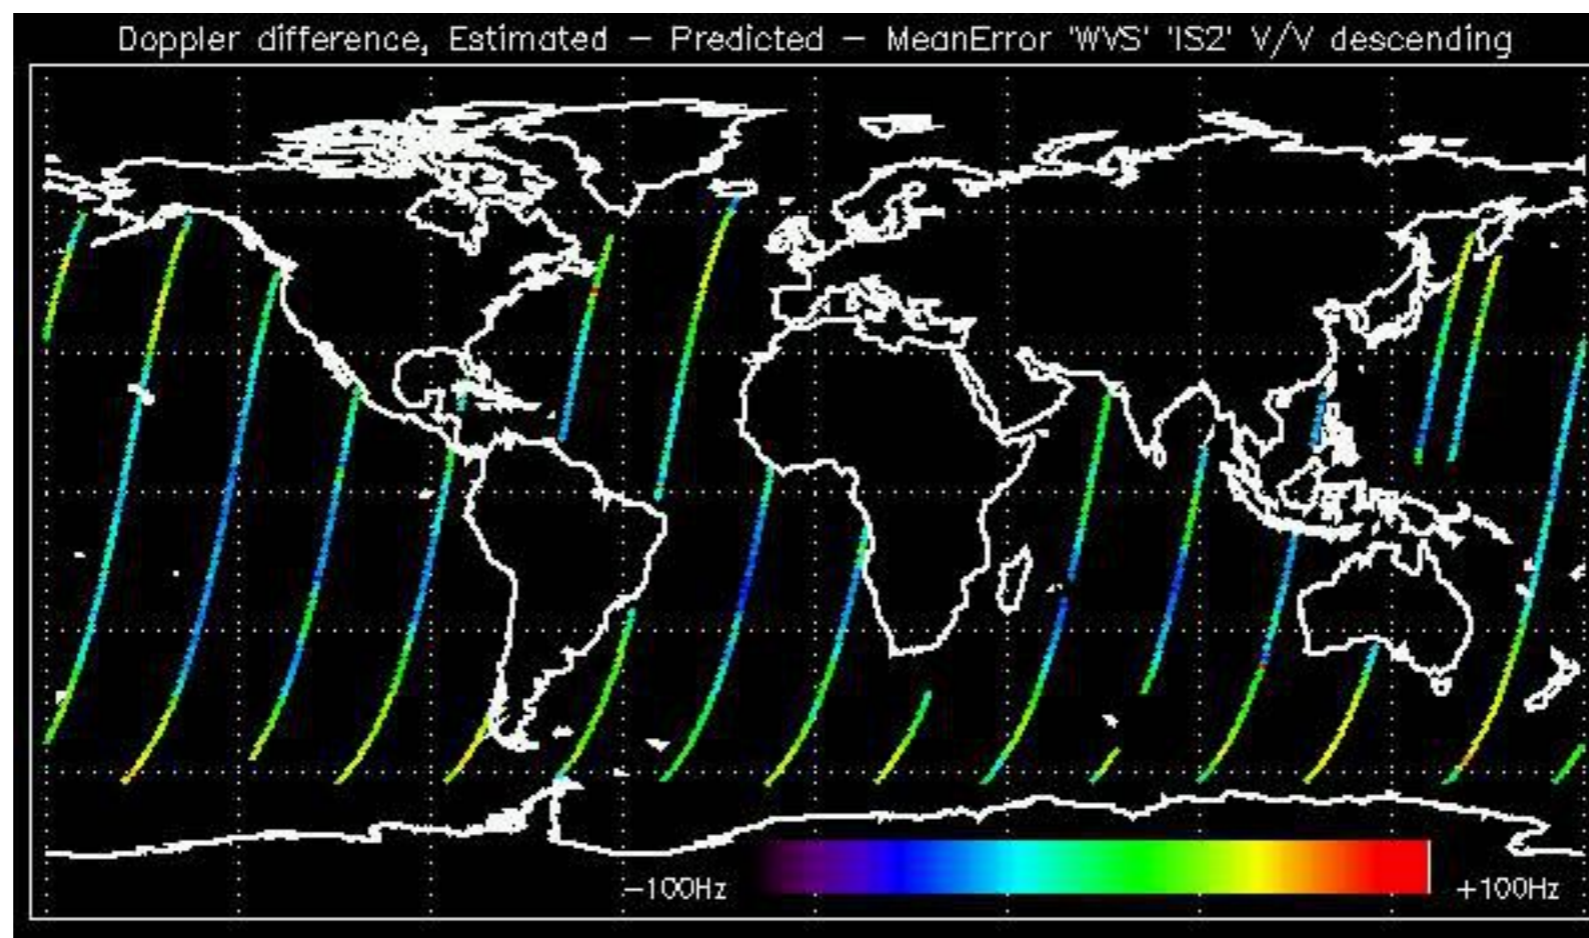 Doppler difference, Estimated – Predicted – MeanError 'WVS' 'IS2' V/V descending
–100Hz
+100Hz